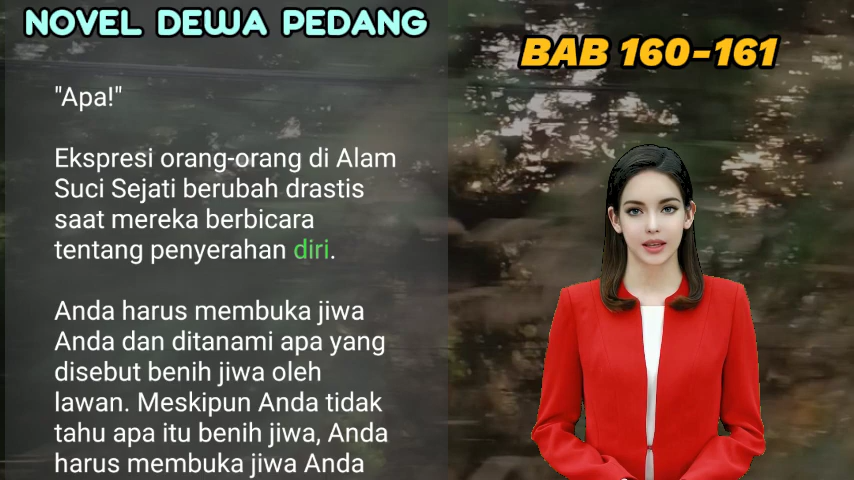 NOVEL DEWA PEDANG
BAB 160-161
"Apa!"
Ekspresi orang-orang di Alam
Suci Sejati berubah drastis
saat mereka berbicara
tentang penyerahan diri.
Anda harus membuka jiwa
Anda dan ditanami apa yang
disebut benih jiwa oleh
lawan. Meskipun Anda tidak
tahu apa itu benih jiwa, Anda
harus membuka jiwa Anda